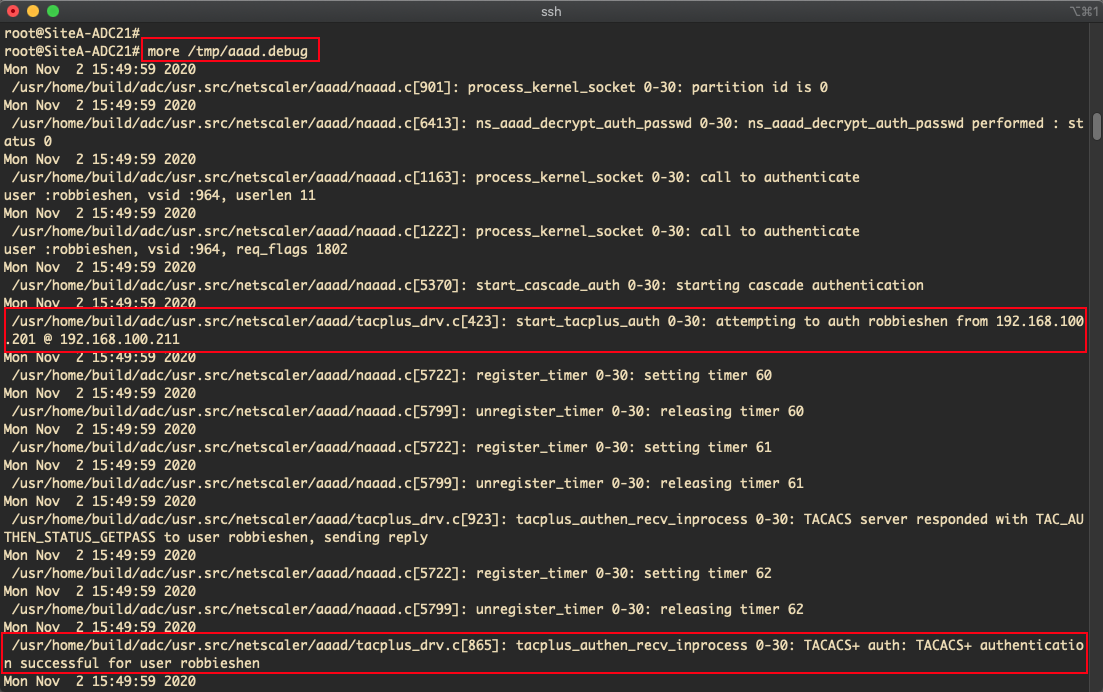 ssh
⌥⌘1
root@SiteA-ADC21#
root@SiteA-ADC21# more /tmp/aaad.debug
Mon Nov  2 15:49:59 2020
 /usr/home/build/adc/usr.src/netscaler/aaad/naaad.c[901]: process_kernel_socket 0-30: partition id is 0
Mon Nov  2 15:49:59 2020
 /usr/home/build/adc/usr.src/netscaler/aaad/naaad.c[6413]: ns_aaad_decrypt_auth_passwd 0-30: ns_aaad_decrypt_auth_passwd performed : st
atus 0
Mon Nov  2 15:49:59 2020
 /usr/home/build/adc/usr.src/netscaler/aaad/naaad.c[1163]: process_kernel_socket 0-30: call to authenticate
user :robbieshen, vsid :964, userlen 11
Mon Nov  2 15:49:59 2020
 /usr/home/build/adc/usr.src/netscaler/aaad/naaad.c[1222]: process_kernel_socket 0-30: call to authenticate
user :robbieshen, vsid :964, req_flags 1802
Mon Nov  2 15:49:59 2020
 /usr/home/build/adc/usr.src/netscaler/aaad/naaad.c[5370]: start_cascade_auth 0-30: starting cascade authentication
Mon Nov  2 15:49:59 2020
 /usr/home/build/adc/usr.src/netscaler/aaad/tacplus_drv.c[423]: start_tacplus_auth 0-30: attempting to auth robbieshen from 192.168.100
.201 @ 192.168.100.211
Mon Nov  2 15:49:59 2020
 /usr/home/build/adc/usr.src/netscaler/aaad/naaad.c[5722]: register_timer 0-30: setting timer 60
Mon Nov  2 15:49:59 2020
 /usr/home/build/adc/usr.src/netscaler/aaad/naaad.c[5799]: unregister_timer 0-30: releasing timer 60
Mon Nov  2 15:49:59 2020
 /usr/home/build/adc/usr.src/netscaler/aaad/naaad.c[5722]: register_timer 0-30: setting timer 61
Mon Nov  2 15:49:59 2020
 /usr/home/build/adc/usr.src/netscaler/aaad/naaad.c[5799]: unregister_timer 0-30: releasing timer 61
Mon Nov  2 15:49:59 2020
 /usr/home/build/adc/usr.src/netscaler/aaad/tacplus_drv.c[923]: tacplus_authen_recv_inprocess 0-30: TACACS server responded with TAC_AU
THEN_STATUS_GETPASS to user robbieshen, sending reply
Mon Nov  2 15:49:59 2020
 /usr/home/build/adc/usr.src/netscaler/aaad/naaad.c[5722]: register_timer 0-30: setting timer 62
Mon Nov  2 15:49:59 2020
 /usr/home/build/adc/usr.src/netscaler/aaad/naaad.c[5799]: unregister_timer 0-30: releasing timer 62
Mon Nov  2 15:49:59 2020
 /usr/home/build/adc/usr.src/netscaler/aaad/tacplus_drv.c[865]: tacplus_authen_recv_inprocess 0-30: TACACS+ auth: TACACS+ authenticatio
n successful for user robbieshen
Mon Nov  2 15:49:59 2020